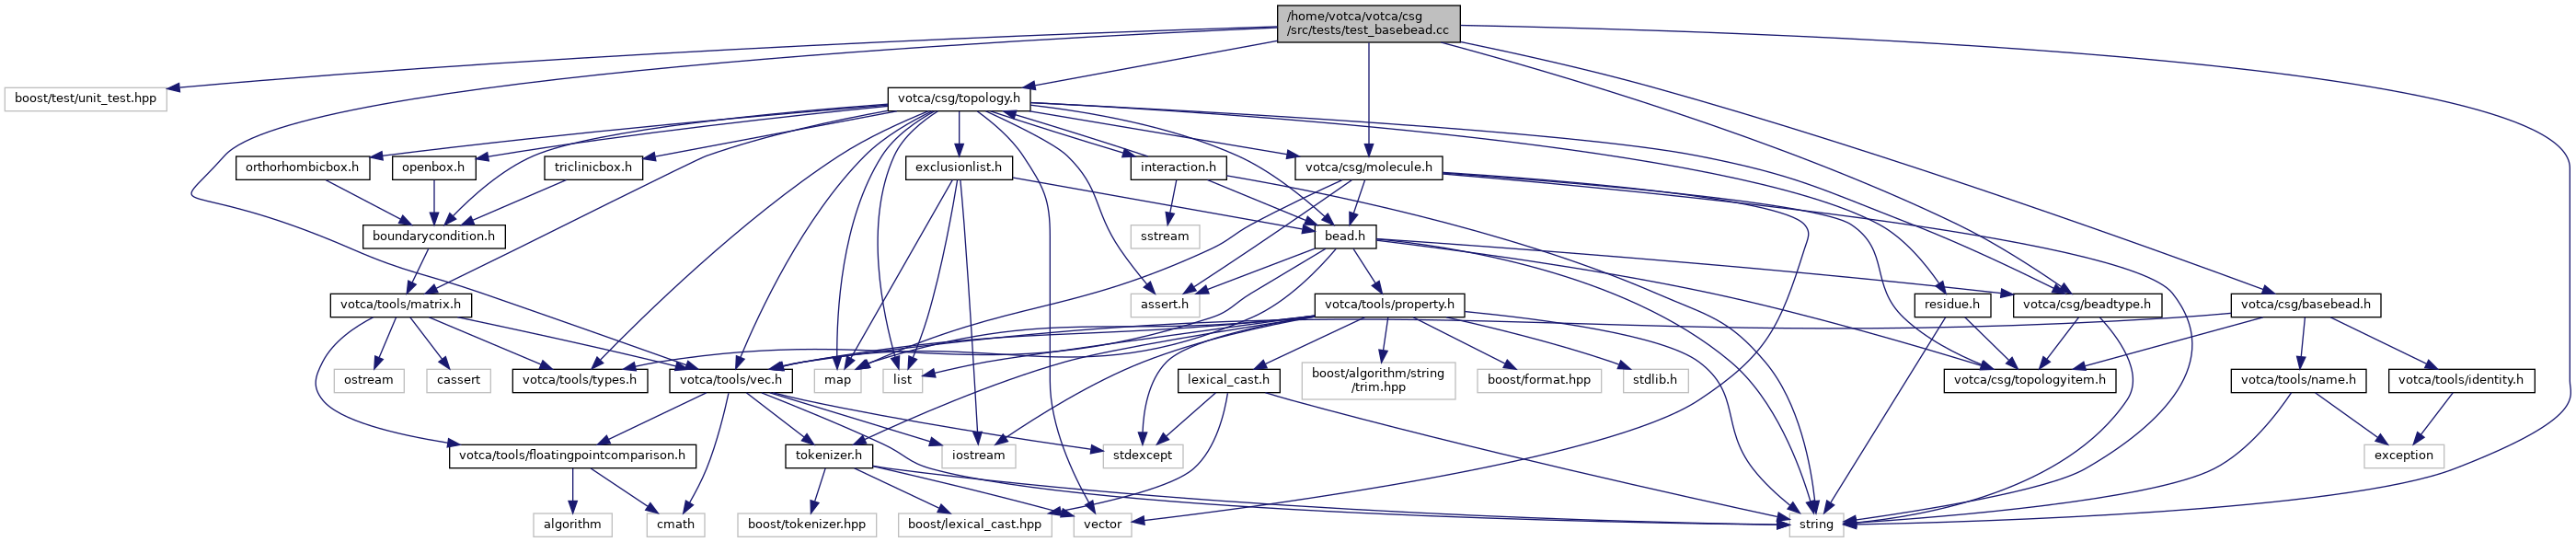 /home/votca/votca/csg
/src/tests/test_basebead.cc
boost/test/unit_test.hpp
votca/csg/topology.h
orthorhombicbox.h
openbox.h
triclinicbox.h
exclusionlist.h
interaction.h
votca/csg/molecule.h
boundarycondition.h
sstream
bead.h
votca/tools/matrix.h
assert.h
votca/tools/property.h
residue.h
votca/csg/beadtype.h
votca/csg/basebead.h
ostream
cassert
votca/tools/types.h
votca/tools/vec.h
map
list
lexical_cast.h
boost/algorithm/string
/trim.hpp
boost/format.hpp
stdlib.h
votca/csg/topologyitem.h
votca/tools/name.h
votca/tools/identity.h
votca/tools/floatingpointcomparison.h
tokenizer.h
iostream
stdexcept
exception
algorithm
cmath
boost/tokenizer.hpp
boost/lexical_cast.hpp
vector
string